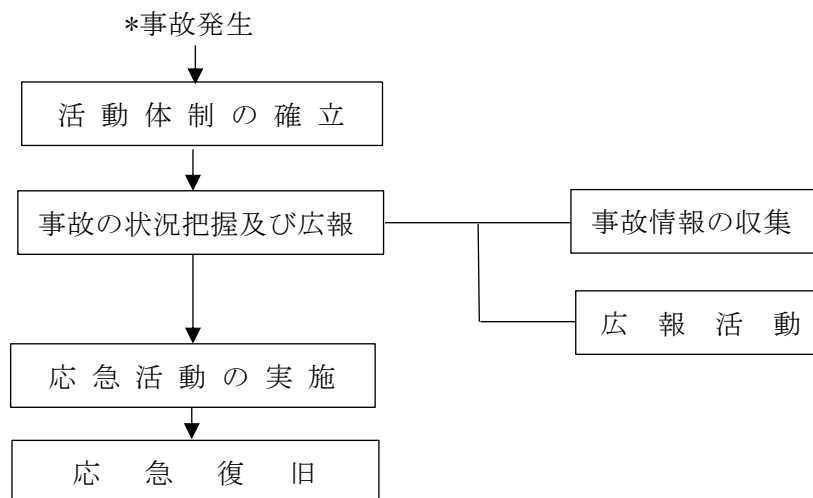 *事故発生
活動体制の確立
事故の状況把握及び広報
事故情報の収集
広報活動
応急活動の実施
応急復旧